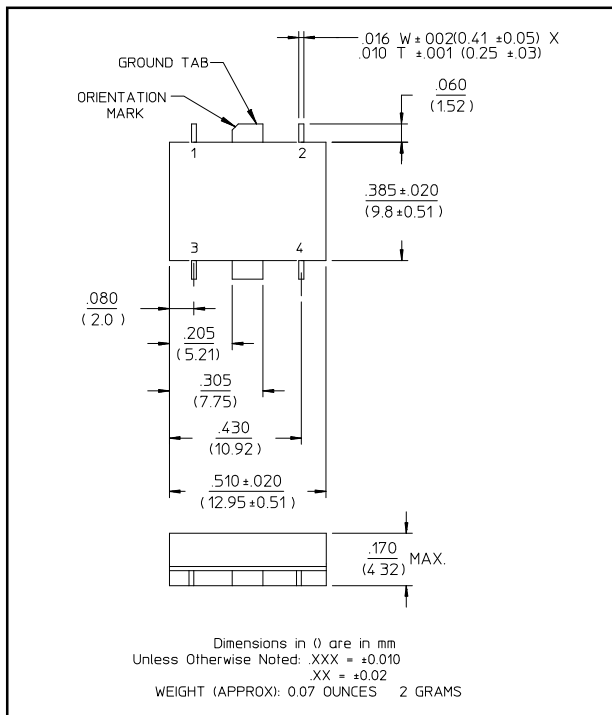 .016 W ±002(0.41 ±0.05) X
.010 T ±.001 (0.25 ±.03)
GROUND TAB
ORIENTATION
MARK
.060
(1.52)
1
2
.385±.020
(9.8 ±0.51)
3
4
.080
( 2.0 )
.205
( 5.21)
.305
( 7.75)
.430
(10.92)
.510±.020
(12.95±0.51)
.170 MAX.
(4 32)
Dimensions in () are in mm
Unless Otherwise Noted: .XXX = ±0.010
.XX = ±0.02
WEIGHT (APPROX): 0.07 OUNCES 2 GRAMS